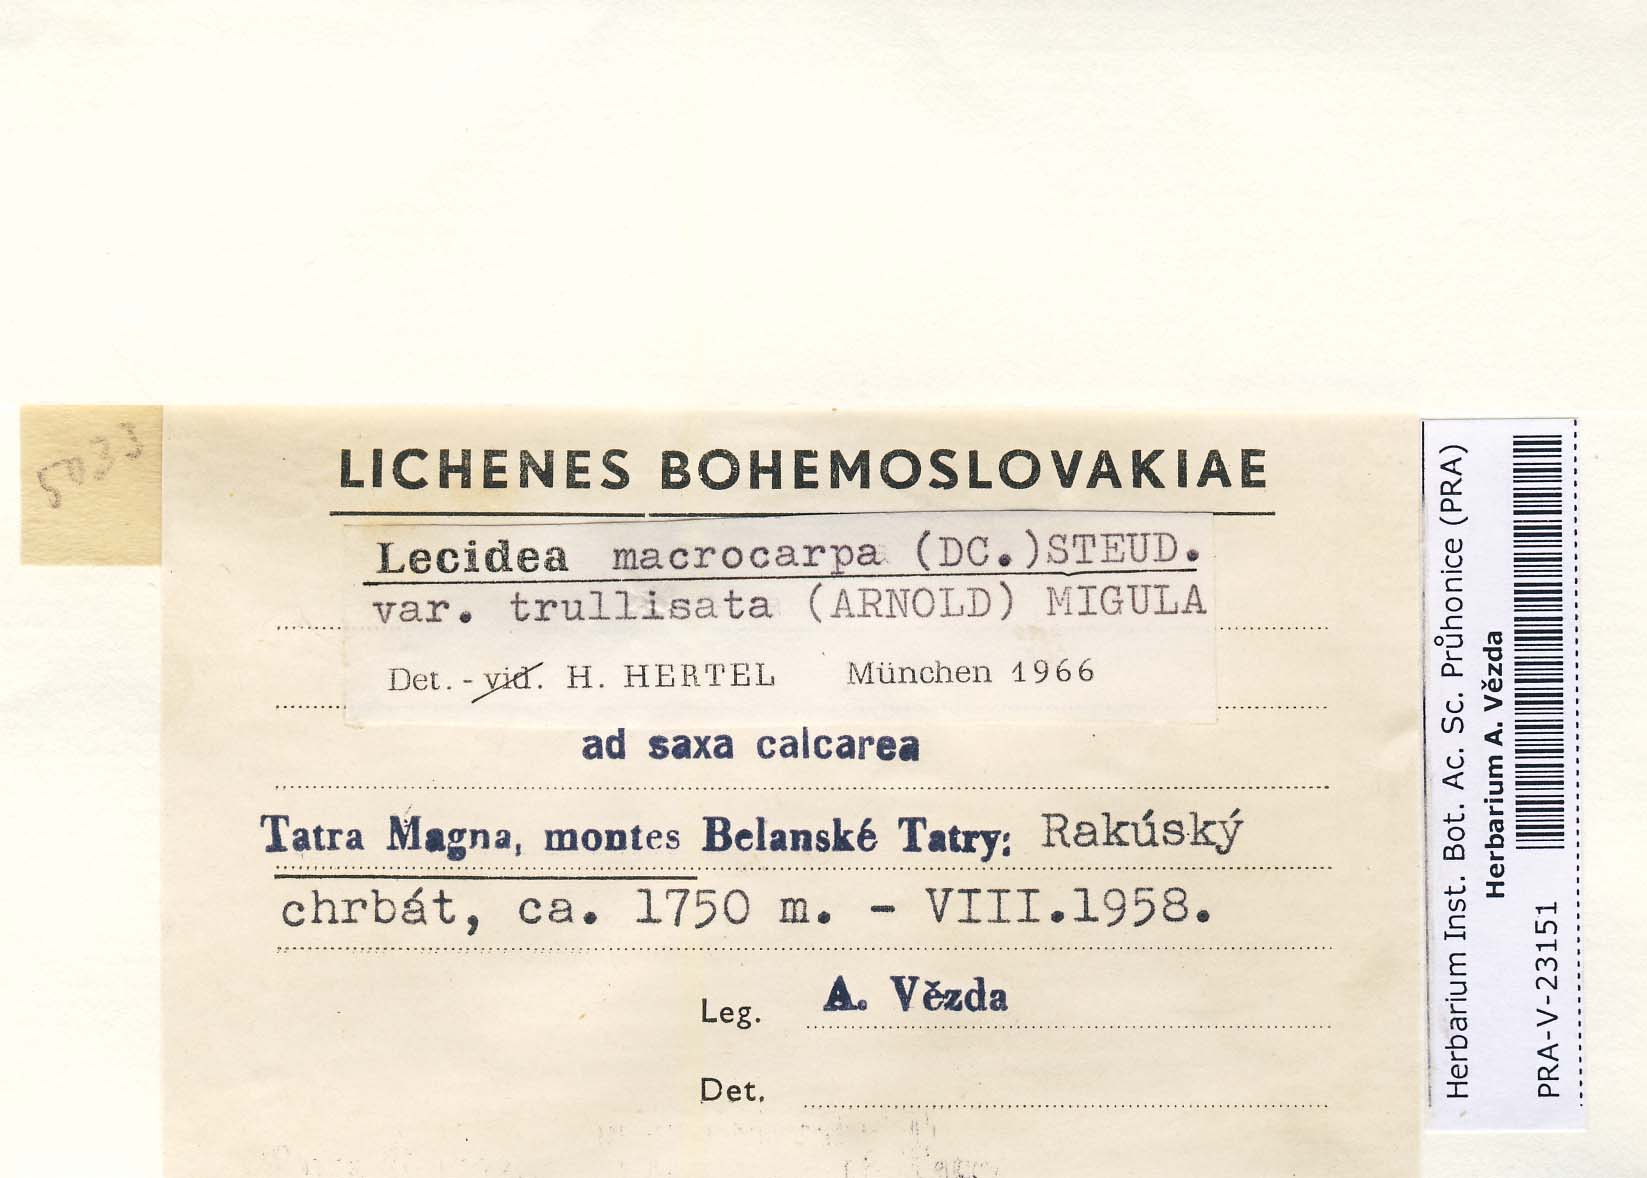 5033
LICHENES BOHEMOSLOVAKIAE
Lecidea macrocarpa (DC.)STEUD.
var. trullisata (ARNOLD) MIGULA
Det. - vid. H. HERTEL München 1966
ad saxa calcarea
Tatra Magna, montes Belanské Tatry: Rakúský
chrbát, ca. 1750 m. - VIII.1958.
Leg. A. Vězda
Det.
Herbarium Inst. Bot. Ac. Sc. Průhonice (PRA)
Herbarium A. Vězda
PRA-V-23151